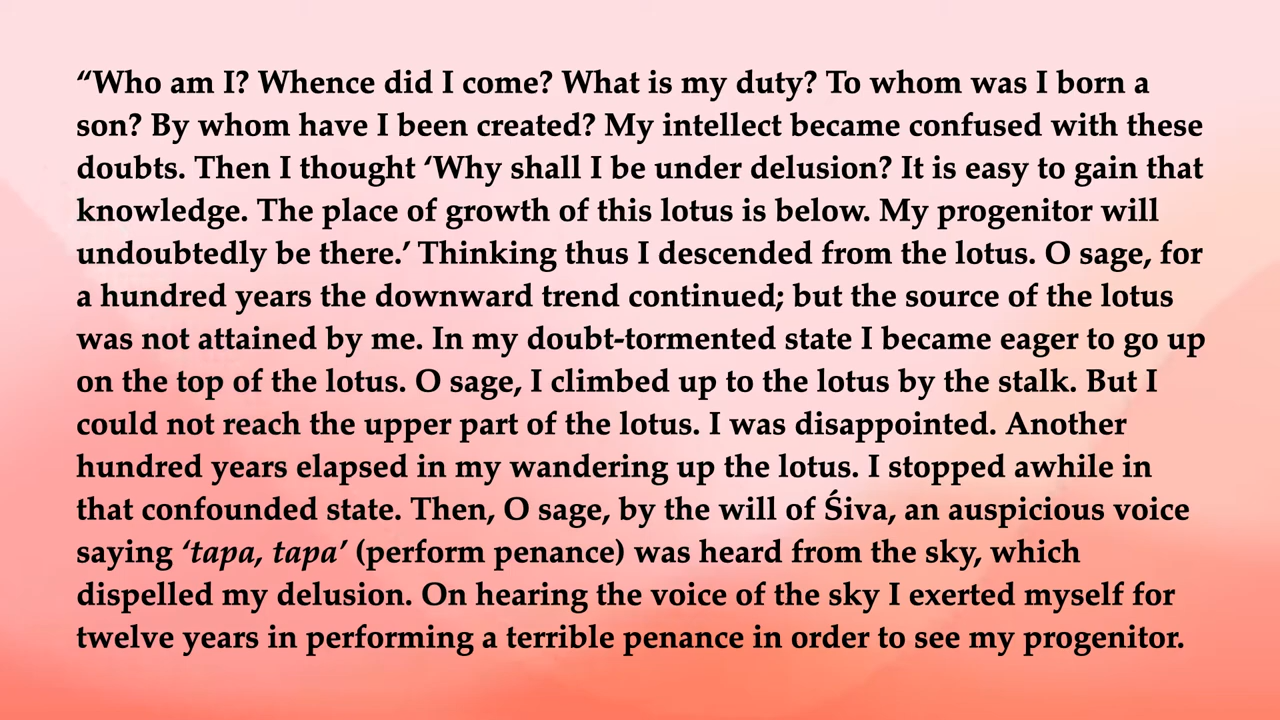 “Who am I? Whence did I come? What is my duty? To whom was I born a
son? By whom have I been created? My intellect became confused with these
doubts. Then I thought ‘Why shall I be under delusion? It is easy to gain that
knowledge. The place of growth of this lotus is below. My progenitor will
undoubtedly be there.’ Thinking thus I descended from the lotus. O sage, for
a hundred years the downward trend continued; but the source of the lotus
was not attained by me. In my doubt-tormented state I became eager to go up
on the top of the lotus. O sage, I climbed up to the lotus by the stalk. But I
could not reach the upper part of the lotus. I was disappointed. Another
hundred years elapsed in my wandering up the lotus. I stopped awhile in
that confounded state. Then, O sage, by the will of Śiva, an auspicious voice
saying ‘tapa, tapa’ (perform penance) was heard from the sky, which
dispelled my delusion. On hearing the voice of the sky I exerted myself for
twelve years in performing a terrible penance in order to see my progenitor.